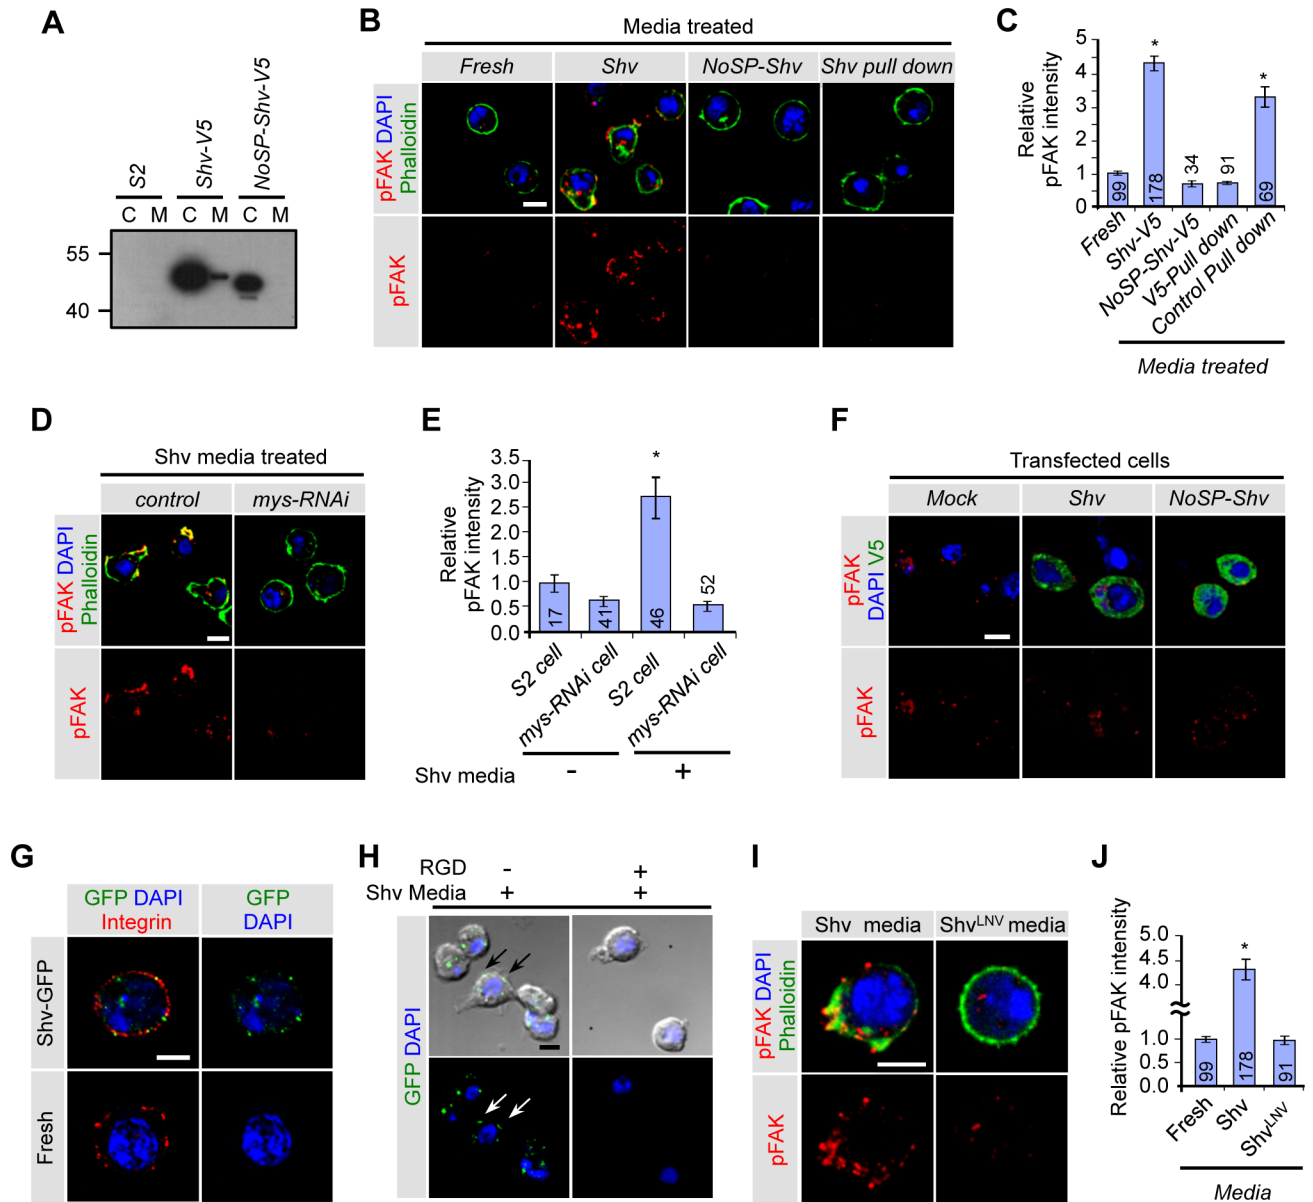 A
S2
Shv-V5
NoSP-Shv-V5
C M C M C M
55
40
B
Media treated
Fresh Shv NoSP-Shv Shv pull down
pFAK DAPI
Phalloidin
pFAK
C
Relative
pFAK intensity
5
4
3
2
1
0
* *
99 178 34 91 69
Fresh
Shv-V5
NoSP-Shv-V5
V5-Pull down
Control Pull down
Media treated
D
Shv media treated
control mys-RNAi
pFAK DAPI
Phalloidin
pFAK
E
Relative
pFAK intensity
3.5
3.0
2.5
2.0
1.5
1.0
0.5
0.0
*
17 41 46 52
S2 cell
mys-RNAi cell
S2 cell
mys-RNAi cell
Shv media - +
F
Transfected cells
Mock Shv NoSP-Shv
pFAK
DAPI V5
pFAK
G
GFP DAPI
Integrin
GFP
DAPI
Shv-GFP
Fresh
H
RGD - +
Shv Media + +
GFP DAPI
I
Shv media Shv^LNV media
pFAK DAPI
Phalloidin
pFAK
J
Relative pFAK intensity
5.0
4.5
4.0
1.0
0.0
*
99 178 91
Fresh
Shv
Shv^LNV
Media